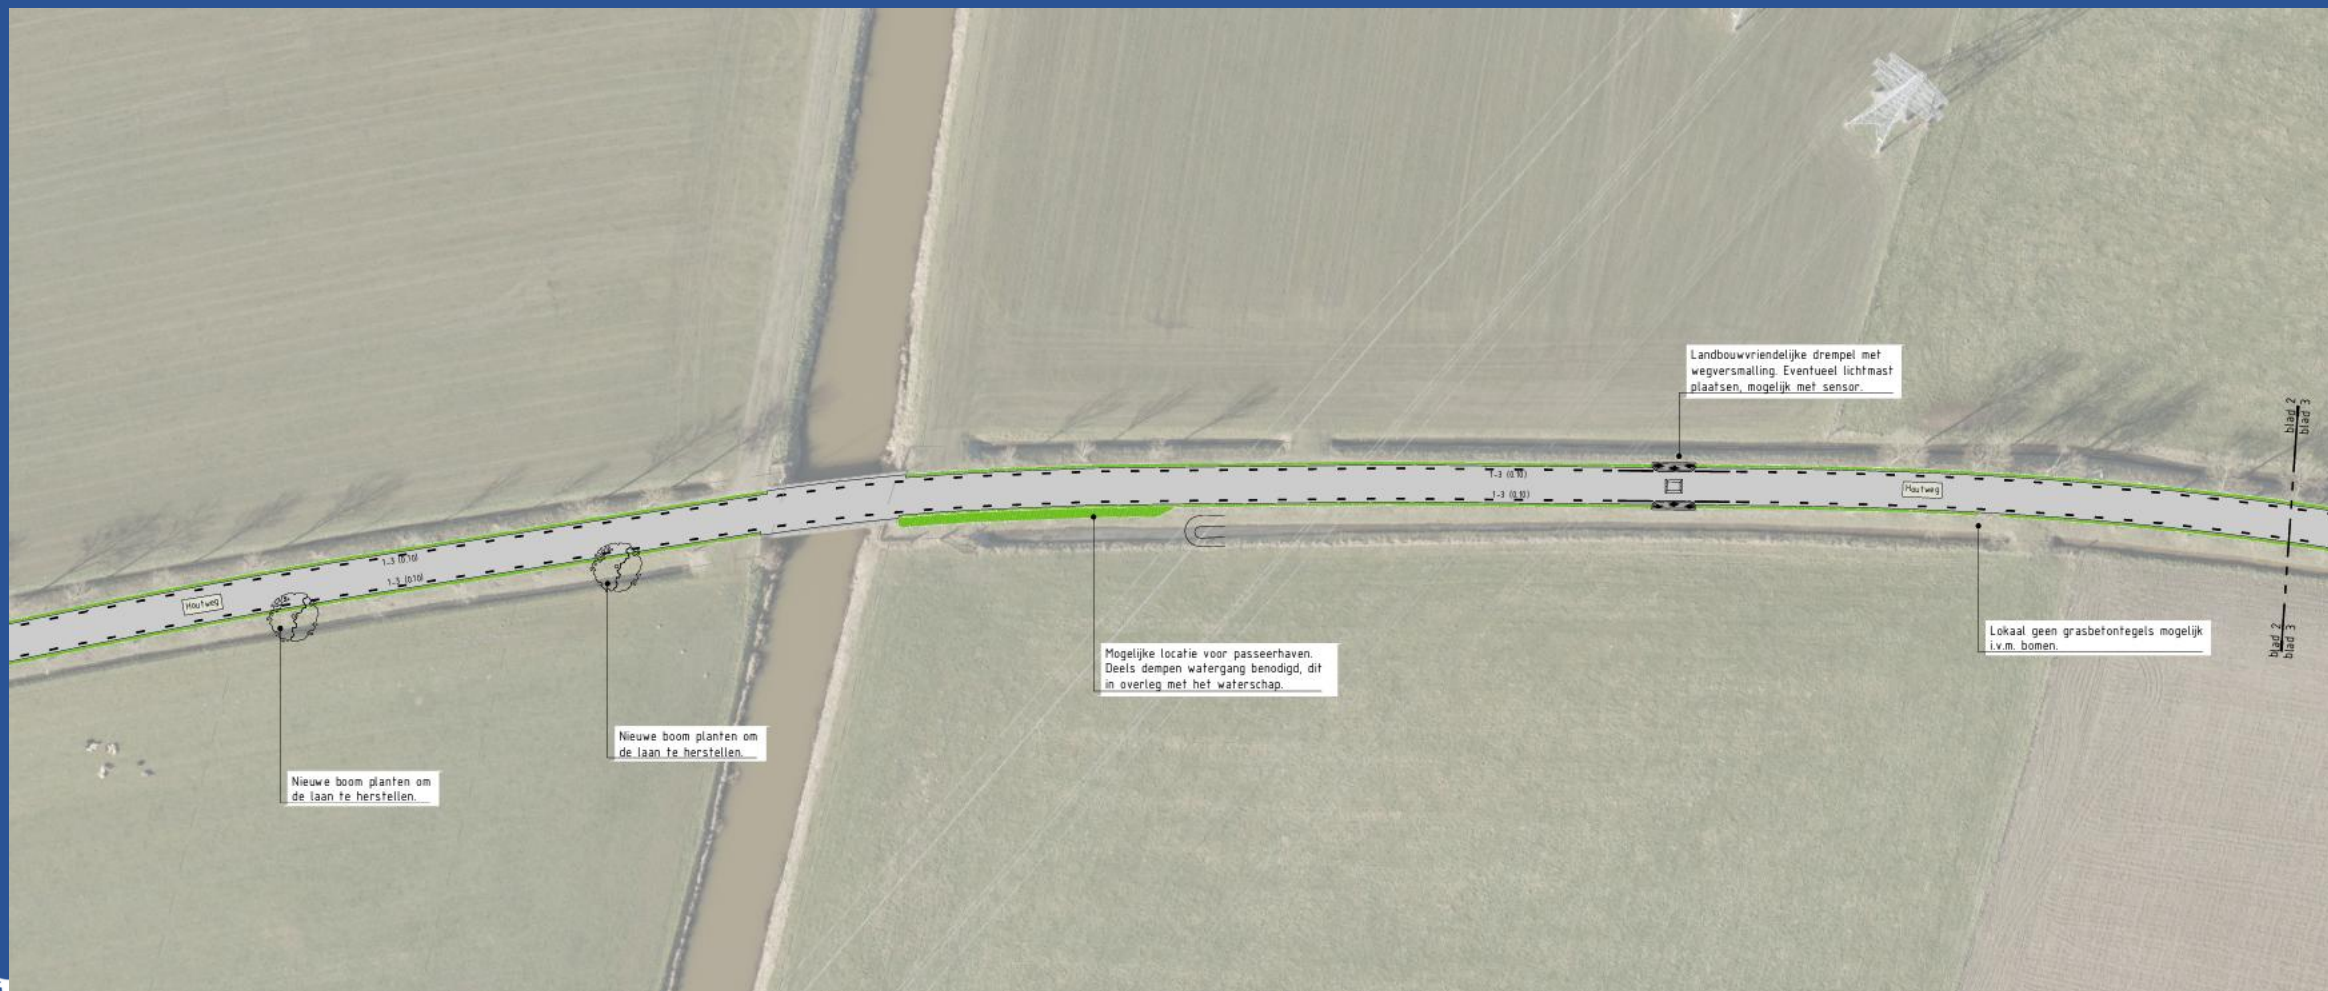 Landbouwvriendelijke drempel met
wegversmalling. Eventueel lichtmast
plaatsen, mogelijk met sensor.
blad 2
blad 3
1-3 (0.10)
1-3 (0.10)
Houtweg
1-3 (0.10)
1-3 (0.10)
Houtweg
Lokaal geen grasbetontegels mogelijk
i.v.m. bomen.
blad 2
blad 3
Mogelijke locatie voor passeerhaven.
Deels dempen watergang benodigd, dit
in overleg met het waterschap.
Nieuwe boom planten om
de laan te herstellen.
Nieuwe boom planten om
de laan te herstellen.